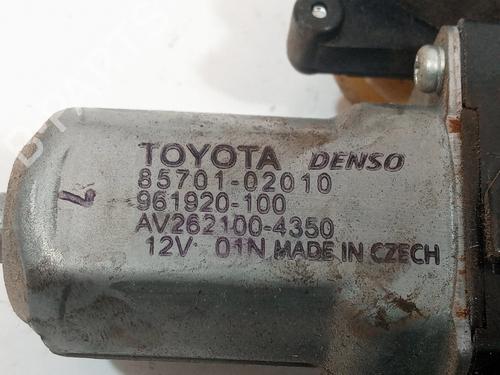 TOYOTA DENSO
85701-02010
961920-100
AV262100-4350
12V 01N MADE IN CZECH
L